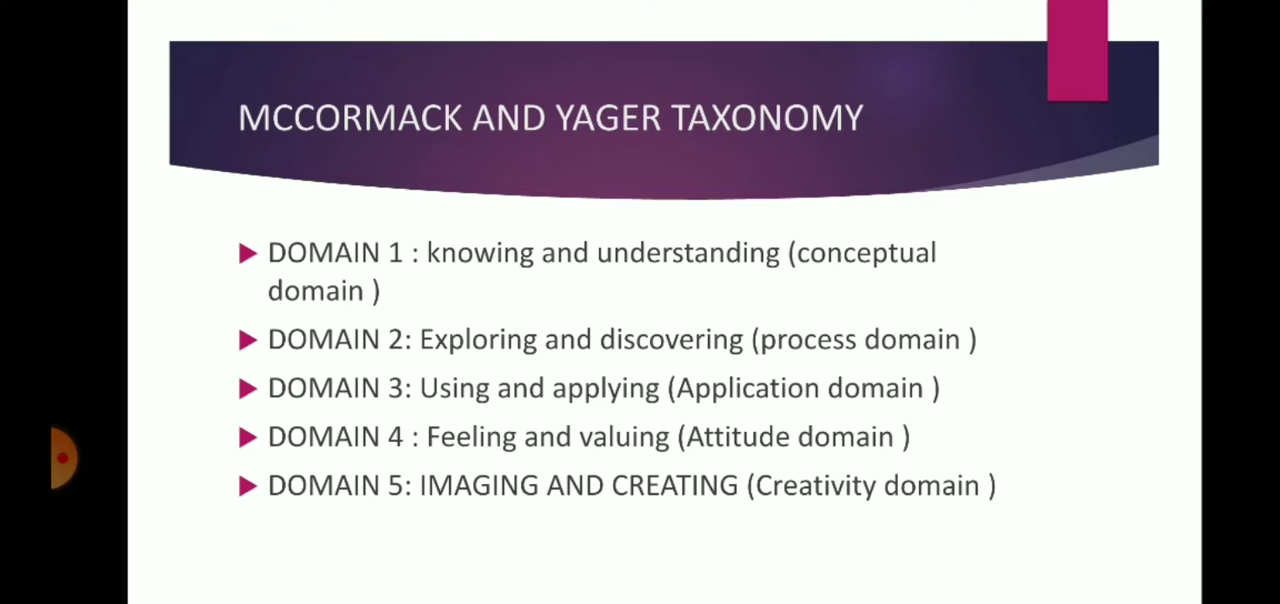 MCCORMACK AND YAGER TAXONOMY
DOMAIN 1 : knowing and understanding (conceptual
domain )
DOMAIN 2: Exploring and discovering (process domain )
DOMAIN 3: Using and applying (Application domain )
DOMAIN 4 : Feeling and valuing (Attitude domain )
DOMAIN 5: IMAGING AND CREATING (Creativity domain )